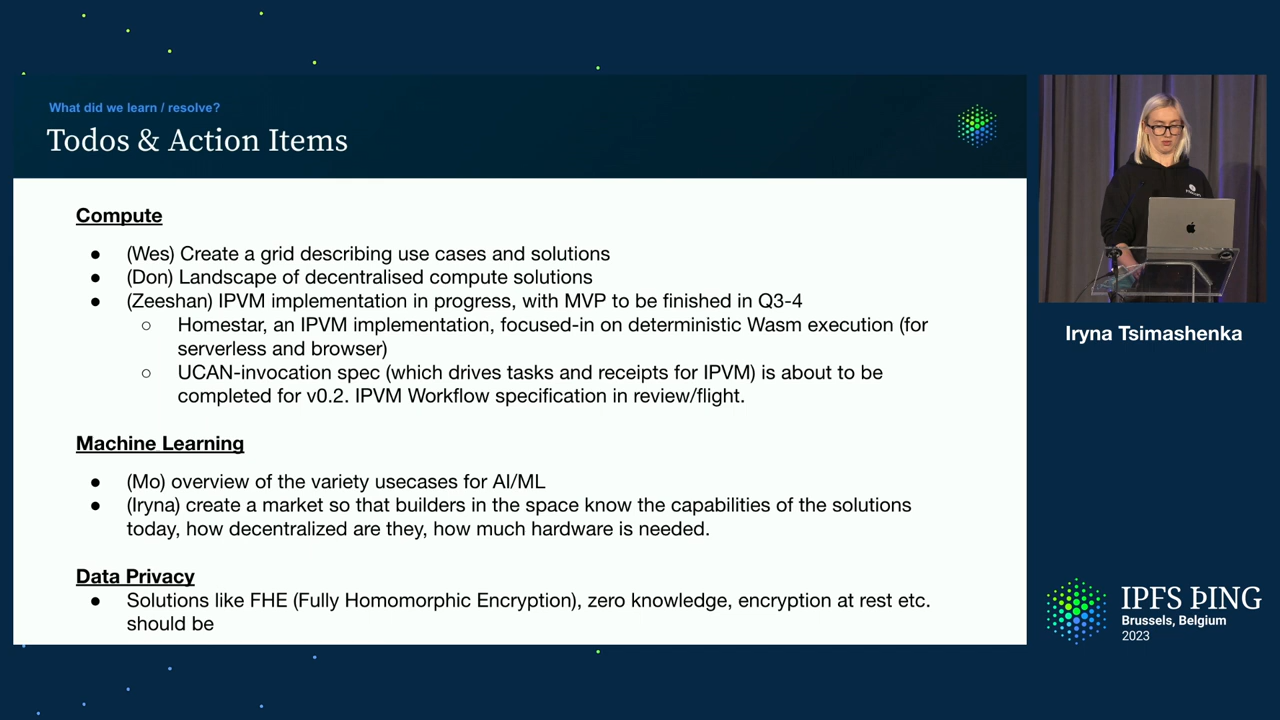 What did we learn / resolve?
Todos & Action Items
Compute
● (Wes) Create a grid describing use cases and solutions
● (Don) Landscape of decentralised compute solutions
● (Zeeshan) IPVM implementation in progress, with MVP to be finished in Q3-4
○ Homestar, an IPVM implementation, focused-in on deterministic Wasm execution (for
serverless and browser)
○ UCAN-invocation spec (which drives tasks and receipts for IPVM) is about to be
completed for v0.2. IPVM Workflow specification in review/flight.
Machine Learning
● (Mo) overview of the variety usecases for AI/ML
● (Iryna) create a market so that builders in the space know the capabilities of the solutions
today, how decentralized are they, how much hardware is needed.
Data Privacy
● Solutions like FHE (Fully Homomorphic Encryption), zero knowledge, encryption at rest etc.
should be
Iryna Tsimashenka
IPFS ÞING
Brussels, Belgium
2023